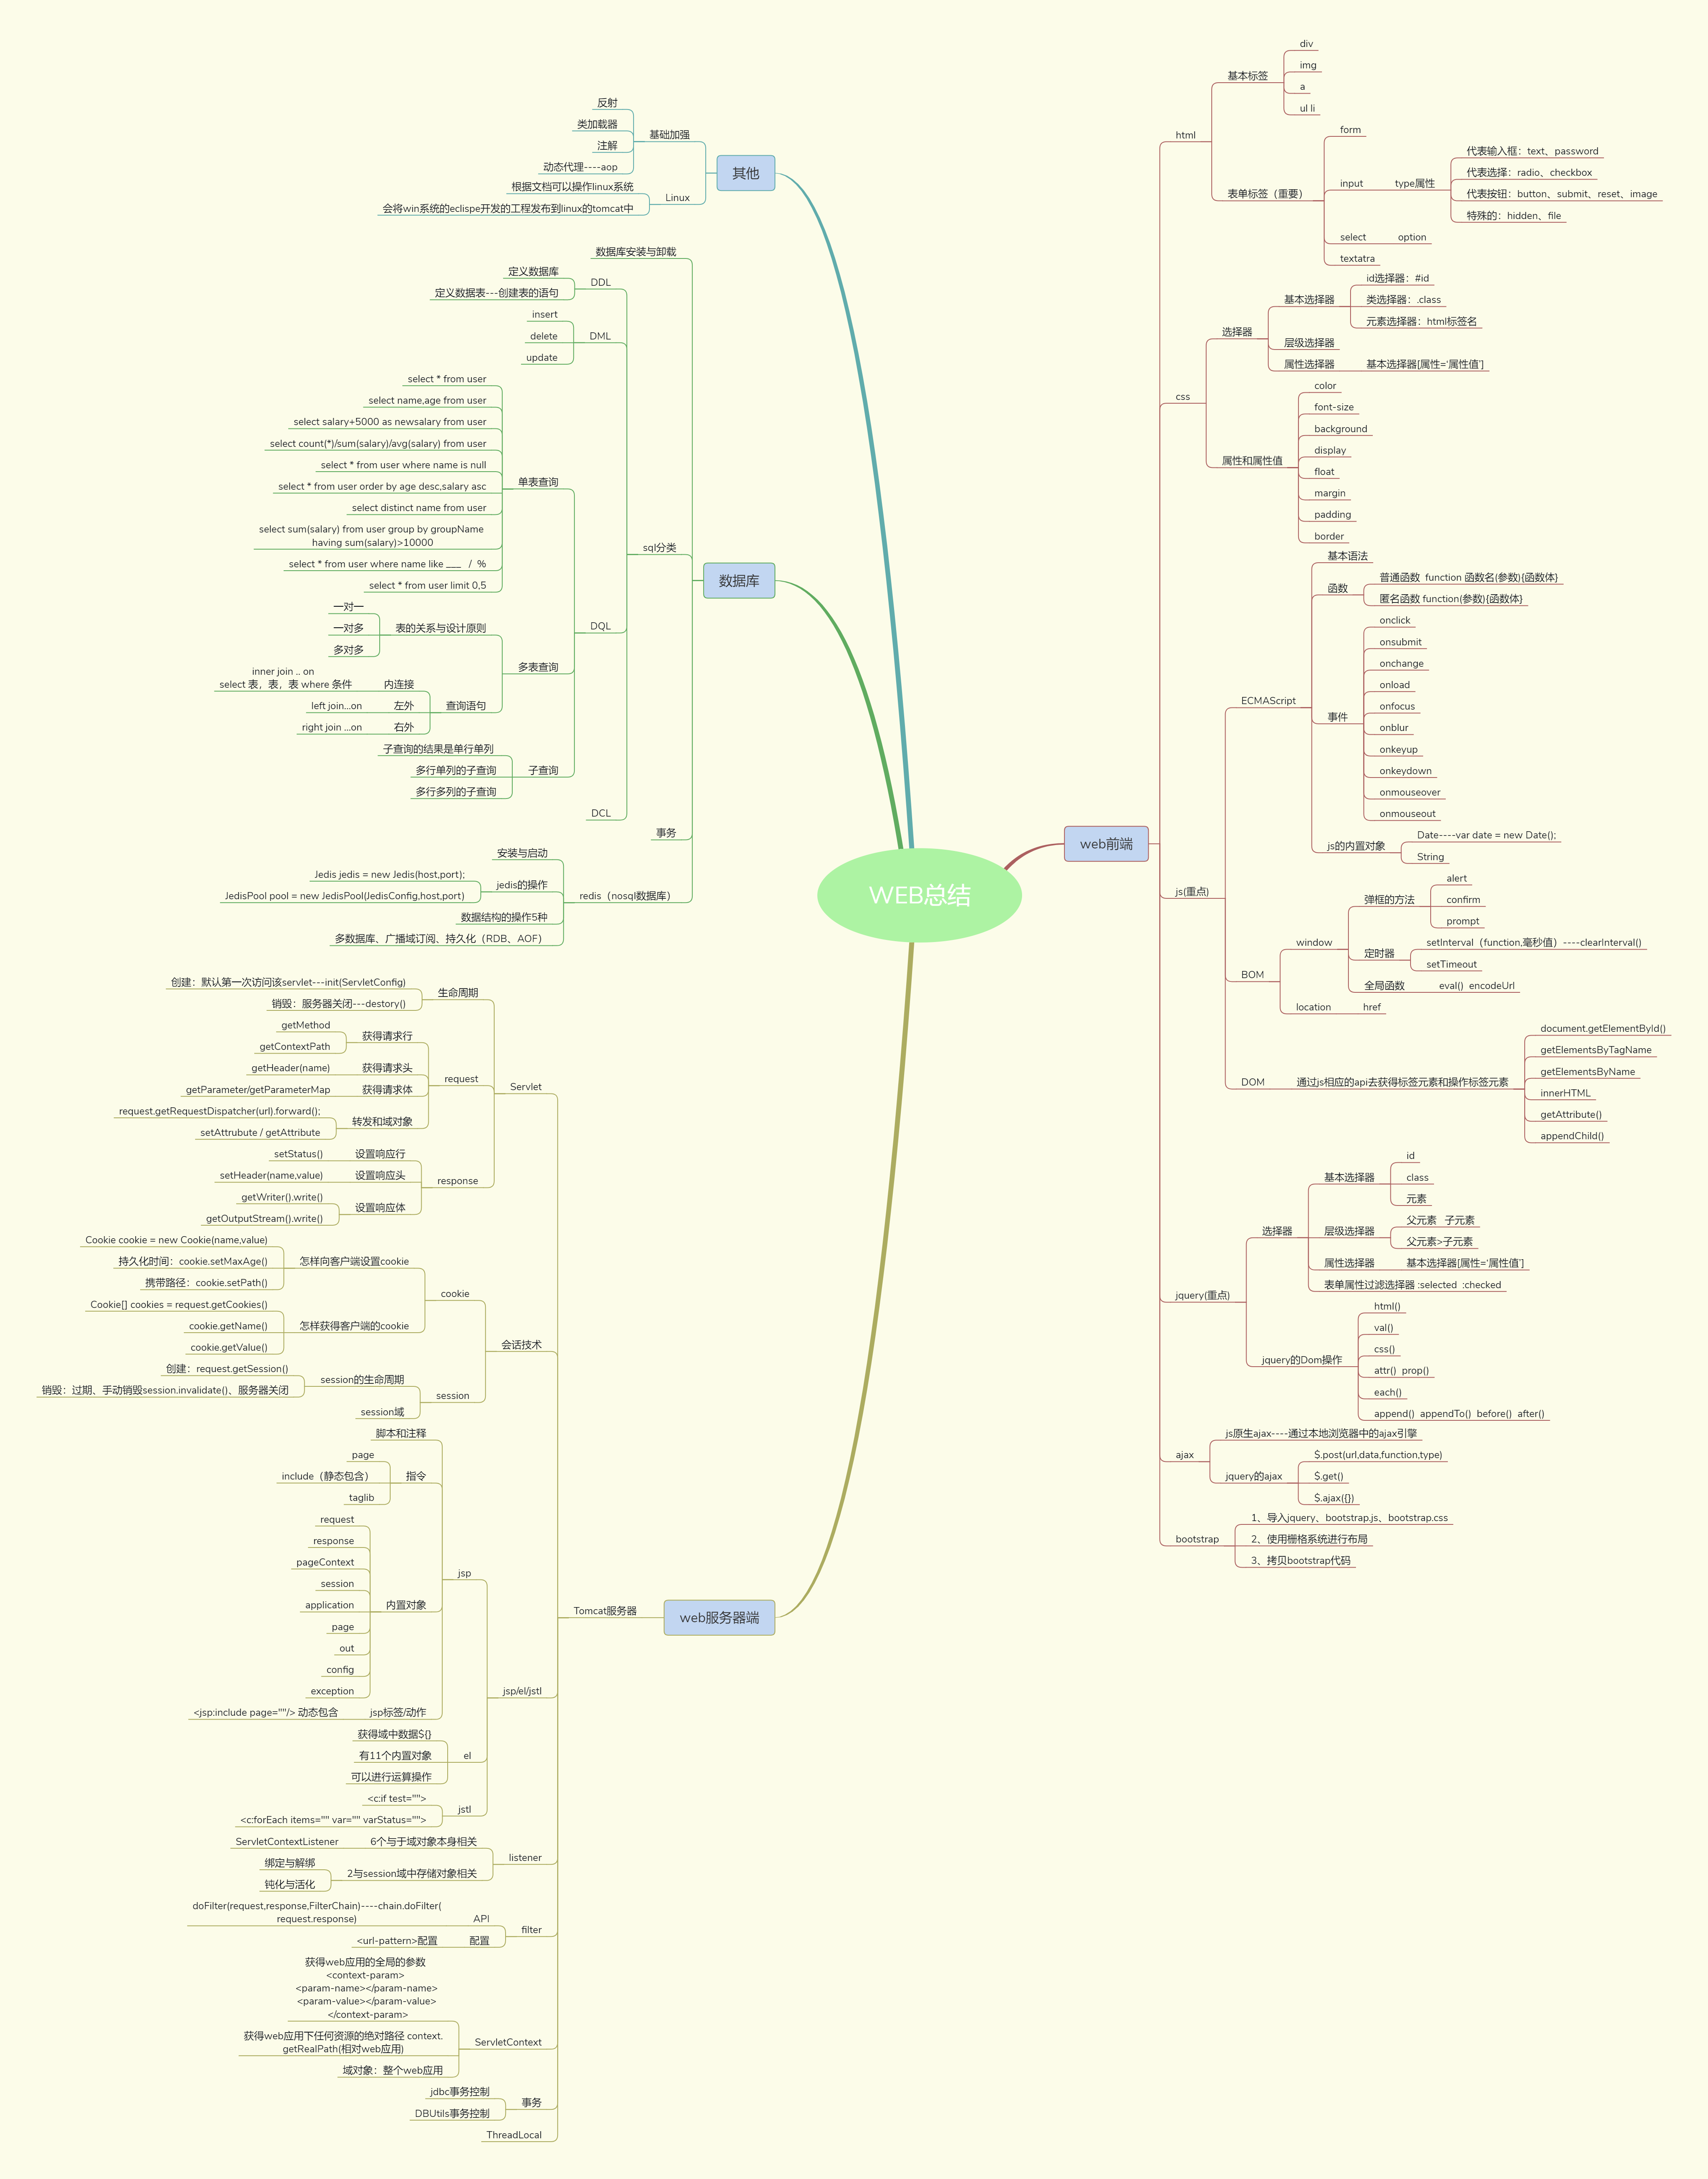 WEB总结
web前端
html
基本标签
div
img
a
ul li
表单标签（重要）
form
input
type属性
代表输入框：text、password
代表选择：radio、checkbox
代表按钮：button、submit、reset、image
特殊的：hidden、file
select
option
textatra
css
选择器
基本选择器
id选择器：#id
类选择器：.class
元素选择器：html标签名
层级选择器
属性选择器
基本选择器[属性=‘属性值’]
属性和属性值
color
font-size
background
display
float
margin
padding
border
js(重点)
ECMAScript
基本语法
函数
普通函数 function 函数名(参数){函数体}
匿名函数 function(参数){函数体}
事件
onclick
onsubmit
onchange
onload
onfocus
onblur
onkeyup
onkeydown
onmouseover
onmouseout
js的内置对象
Date----var date = new Date();
String
BOM
window
弹框的方法
alert
confirm
prompt
定时器
setInterval（function,毫秒值）----clearInterval()
setTimeout
全局函数
eval() encodeUrl
location
href
DOM
通过js相应的api去获得标签元素和操作标签元素
document.getElementById()
getElementsByTagName
getElementsByName
innerHTML
getAttribute()
appendChild()
jquery(重点)
选择器
基本选择器
id
class
元素
层级选择器
父元素 子元素
父元素>子元素
属性选择器
基本选择器[属性=‘属性值’]
表单属性过滤选择器 :selected :checked
jquery的Dom操作
html()
val()
css()
attr() prop()
each()
append() appendTo() before() after()
ajax
js原生ajax----通过本地浏览器中的ajax引擎
jquery的ajax
$.post(url,data,function,type)
$.get()
$.ajax({})
bootstrap
1、导入jquery、bootstrap.js、bootstrap.css
2、使用栅格系统进行布局
3、拷贝bootstrap代码
其他
基础加强
反射
类加载器
注解
动态代理----aop
Linux
根据文档可以操作linux系统
会将win系统的eclispe开发的工程发布到linux的tomcat中
数据库
数据库安装与卸载
sql分类
DDL
定义数据库
定义数据表---创建表的语句
DML
insert
delete
update
DQL
单表查询
select * from user
select name,age from user
select salary+5000 as newsalary from user
select count(*)/sum(salary)/avg(salary) from user
select * from user where name is null
select * from user order by age desc,salary asc
select distinct name from user
select sum(salary) from user group by groupName
having sum(salary)>10000
select * from user where name like ___ / %
select * from user limit 0,5
多表查询
表的关系与设计原则
一对一
一对多
多对多
查询语句
内连接
inner join .. on
select 表，表，表 where 条件
左外
left join...on
右外
right join ...on
子查询
子查询的结果是单行单列
多行单列的子查询
多行多列的子查询
DCL
事务
redis（nosql数据库）
安装与启动
jedis的操作
Jedis jedis = new Jedis(host,port);
JedisPool pool = new JedisPool(JedisConfig,host,port)
数据结构的操作5种
多数据库、广播域订阅、持久化（RDB、AOF）
web服务器端
Tomcat服务器
Servlet
生命周期
创建：默认第一次访问该servlet---init(ServletConfig)
销毁：服务器关闭---destory()
request
获得请求行
getMethod
getContextPath
获得请求头
getHeader(name)
获得请求体
getParameter/getParameterMap
转发和域对象
request.getRequestDispatcher(url).forward();
setAttrubute / getAttribute
response
设置响应行
setStatus()
设置响应头
setHeader(name,value)
设置响应体
getWriter().write()
getOutputStream().write()
会话技术
cookie
怎样向客户端设置cookie
Cookie cookie = new Cookie(name,value)
持久化时间：cookie.setMaxAge()
携带路径：cookie.setPath()
怎样获得客户端的cookie
Cookie[] cookies = request.getCookies()
cookie.getName()
cookie.getValue()
session
session的生命周期
创建：request.getSession()
销毁：过期、手动销毁session.invalidate()、服务器关闭
session域
jsp/el/jstl
jsp
脚本和注释
指令
page
include（静态包含）
taglib
内置对象
request
response
pageContext
session
application
page
out
config
exception
jsp标签/动作
<jsp:include page=""/> 动态包含
el
获得域中数据${}
有11个内置对象
可以进行运算操作
jstl
<c:if test="">
<c:forEach items="" var="" varStatus="">
listener
6个与于域对象本身相关
ServletContextListener
2与session域中存储对象相关
绑定与解绑
钝化与活化
filter
API
doFilter(request,response,FilterChain)----chain.doFilter(
request.response)
配置
<url-pattern>配置
ServletContext
获得web应用的全局的参数
<context-param>
<param-name></param-name>
<param-value></param-value>
</context-param>
获得web应用下任何资源的绝对路径 context.
getRealPath(相对web应用)
域对象：整个web应用
事务
jdbc事务控制
DBUtils事务控制
ThreadLocal